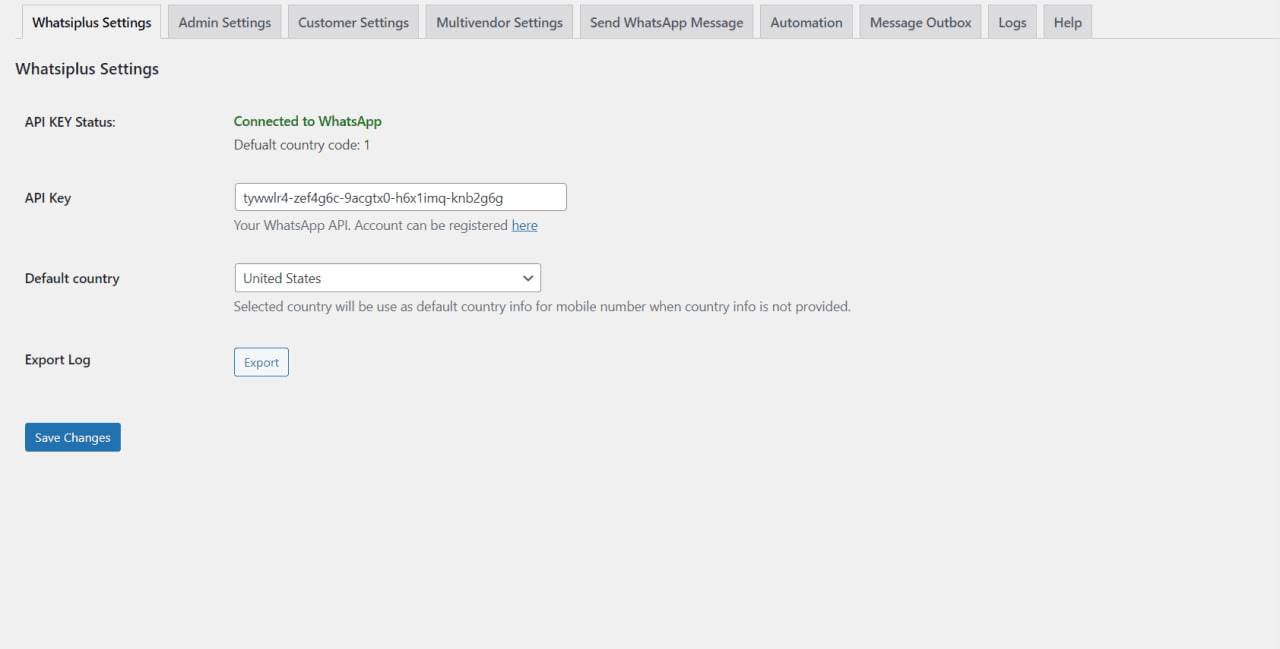 Whatsiplus Settings Admin Settings Customer Settings Multivendor Settings Send WhatsApp Message Automation Message Outbox Logs Help
Whatsiplus Settings
API KEY Status: Connected to WhatsApp
Defualt country code: 1
API Key tywwlr4-zef4g6c-9acgtx0-h6x1imq-knb2g6g
Your WhatsApp API. Account can be registered here
Default country United States
Selected country will be use as default country info for mobile number when country info is not provided.
Export Log Export
Save Changes